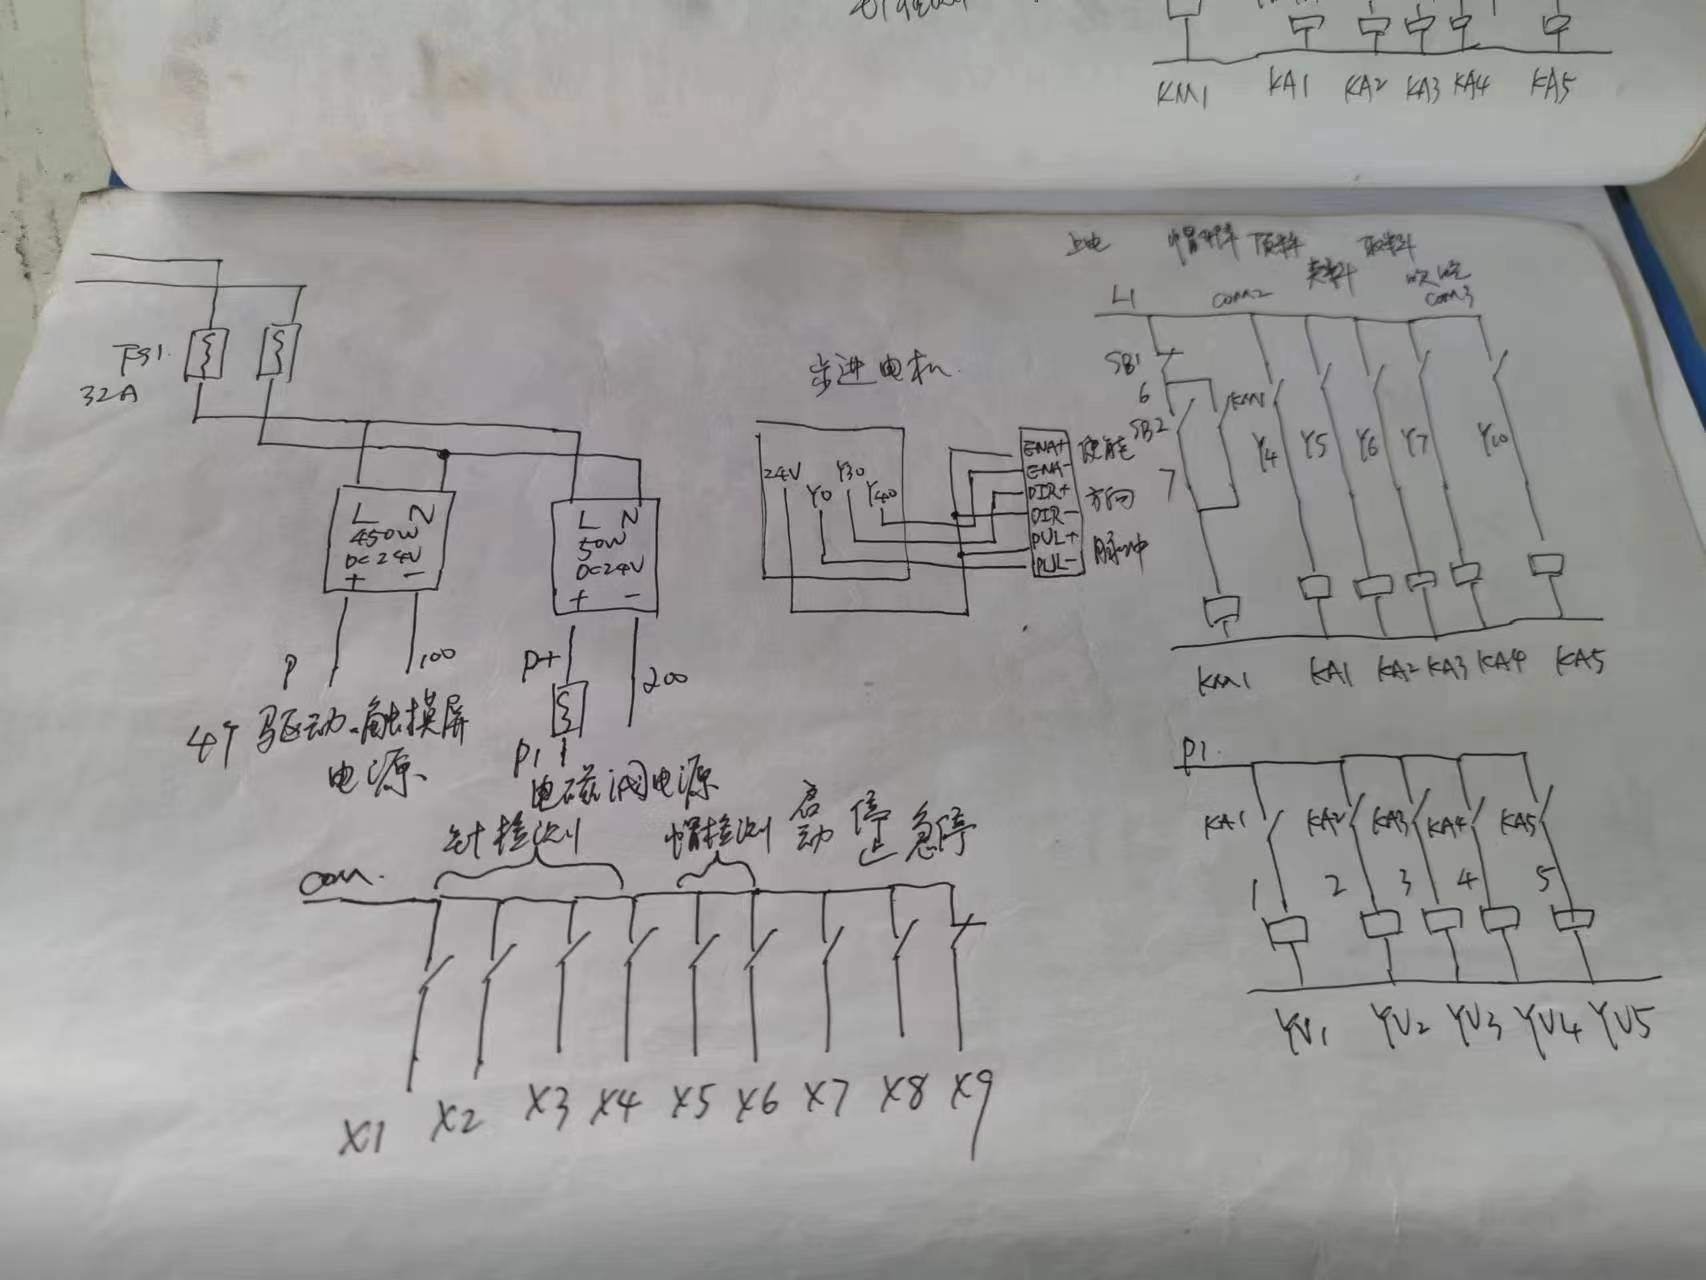 KM1 KA1 KA2 KA3 KA4 KA5
32A
L N
450W
DC24V
+ -
P 100
4个驱动、触摸屏
电源、
L N
50W
DC24V
+ -
P+ 200
P1
电磁阀电源
步进电机
24V Y0 Y30 Y40
ENA+ 使能
ENA-
DIR+ 方向
DIR-
PUL+ 脉冲
PUL-
上电 帽料 顶料 夹料 取料 吹气
L1 COM2 COM3
SB1
6
SB2 KM1 Y4 Y5 Y6 Y7 Y10
7
KM1 KA1 KA2 KA3 KA4 KA5
P1
KA1 KA2 KA3 KA4 KA5
1 2 3 4 5
YV1 YV2 YV3 YV4 YV5
针检测 帽检测 启动 停止 急停
com.
X1 X2 X3 X4 X5 X6 X7 X8 X9